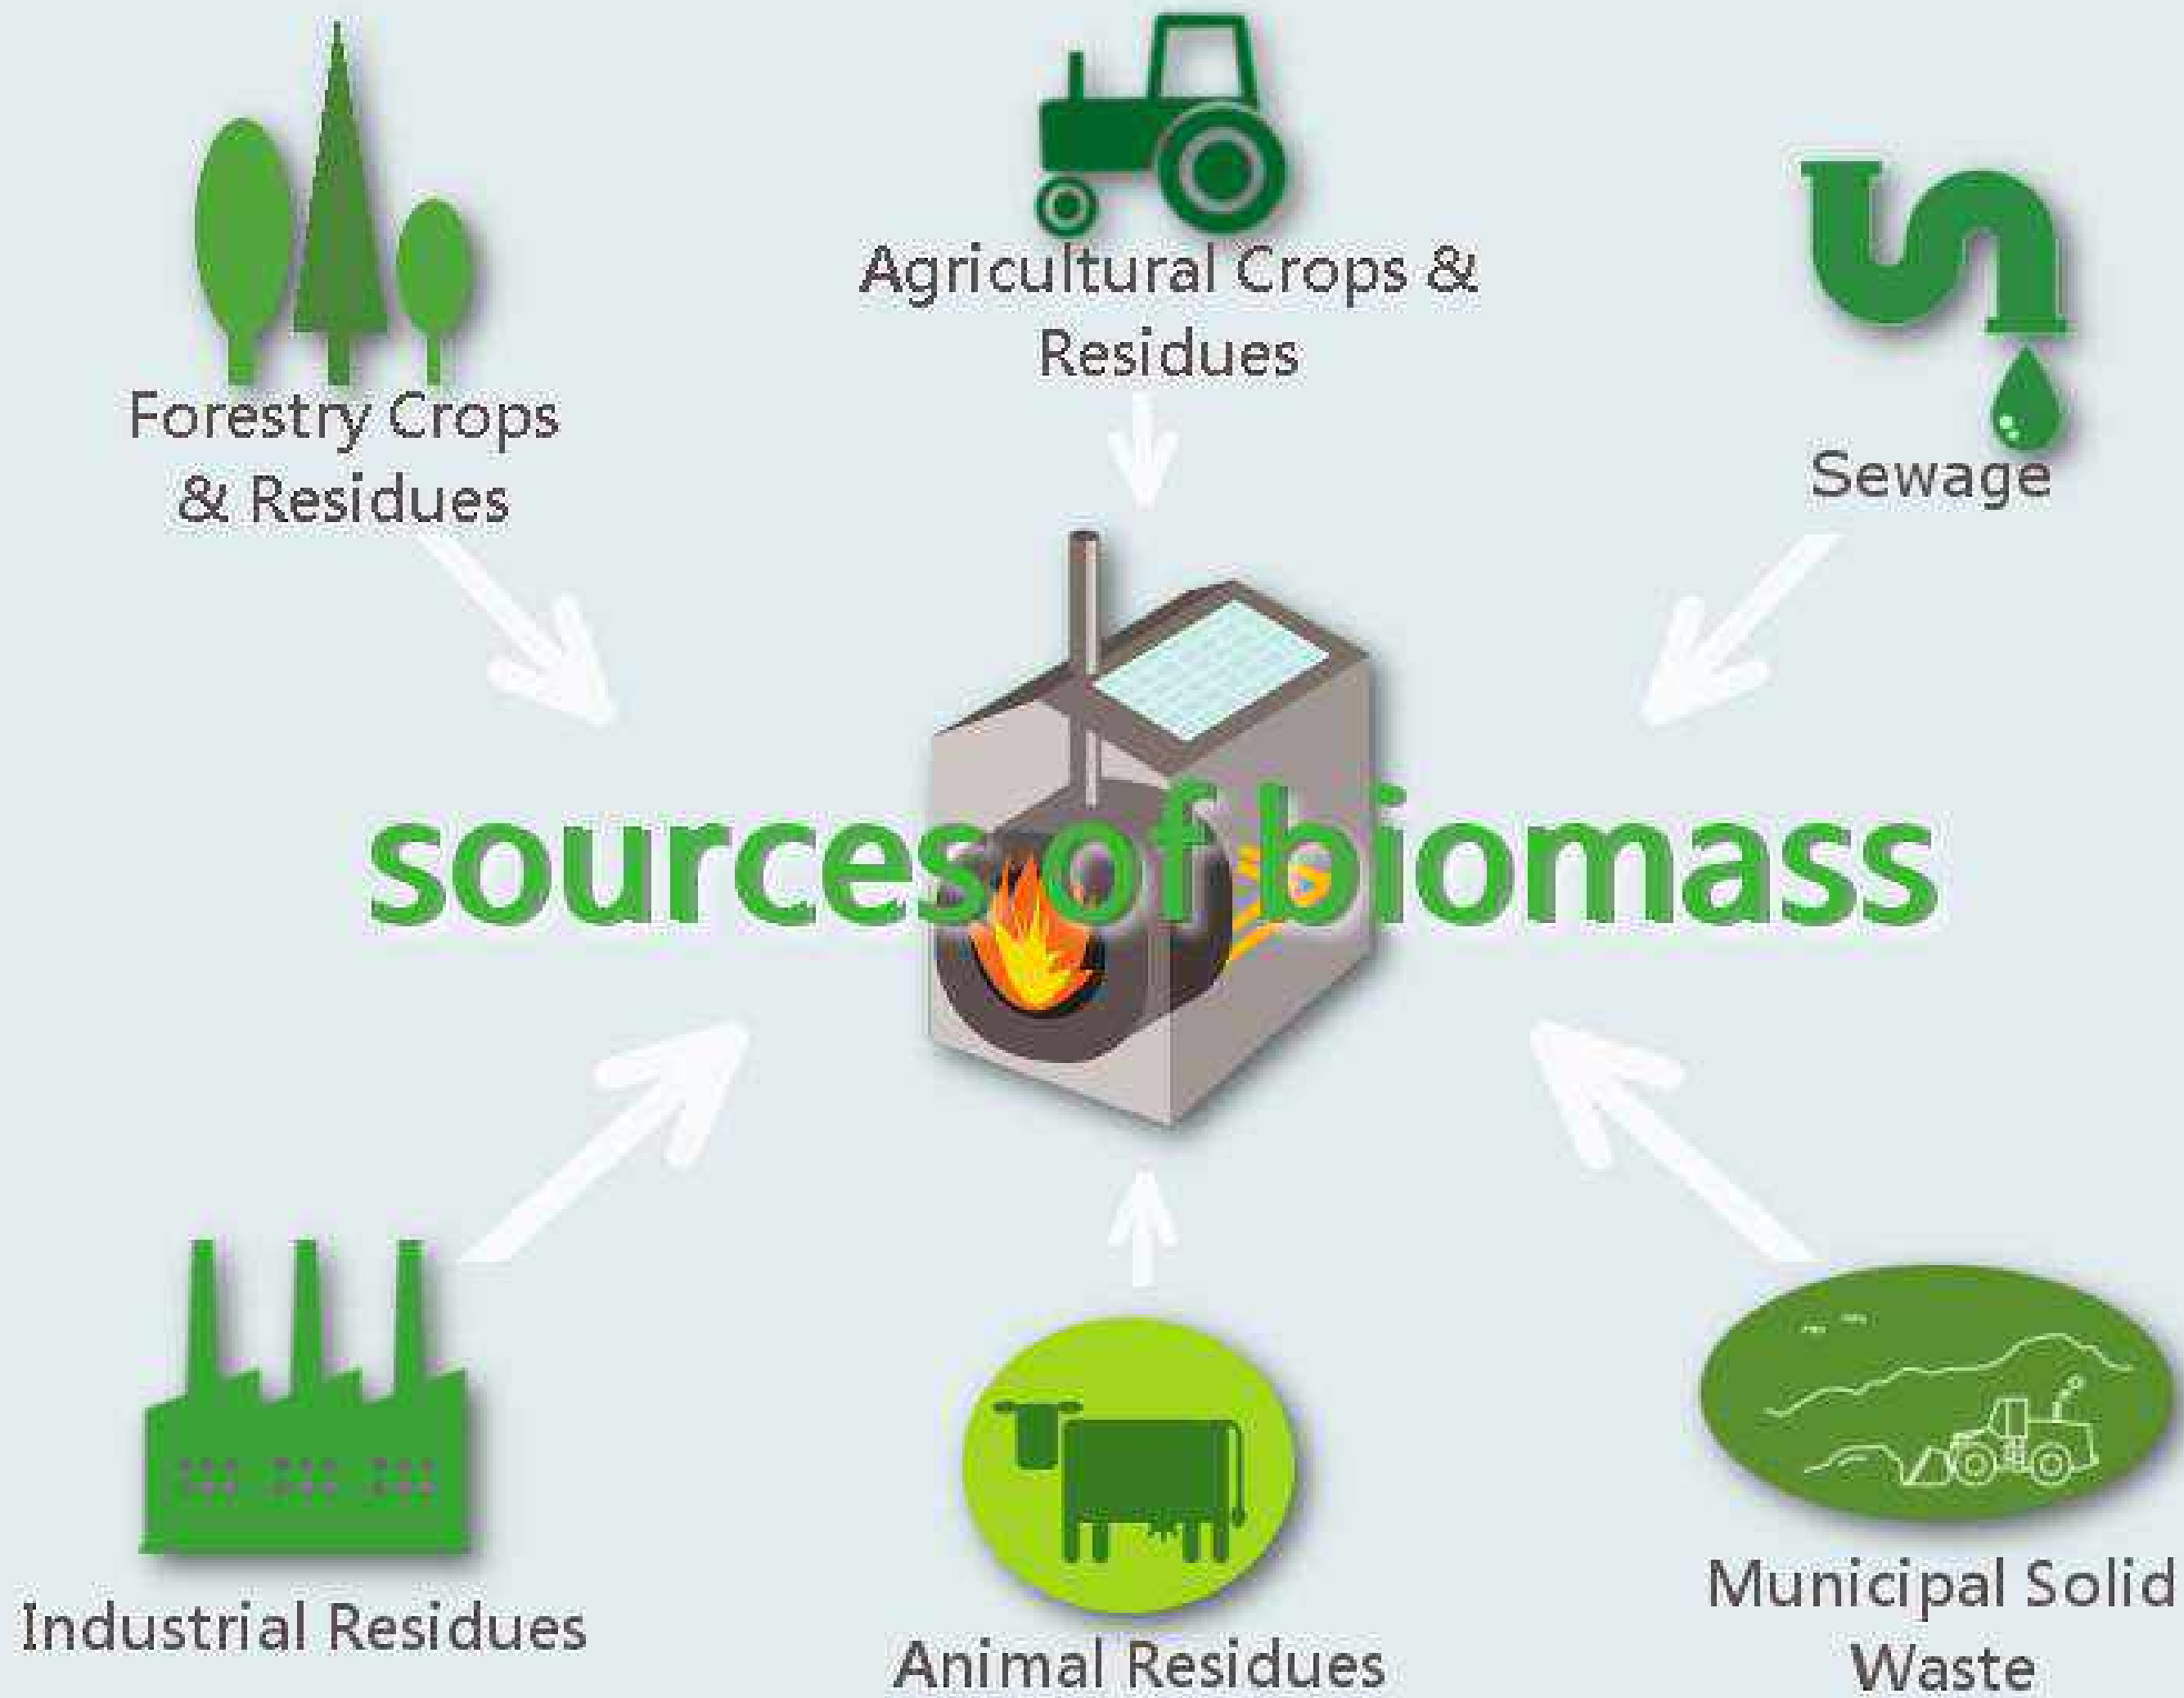 Agricultural Crops &
Residues
Forestry Crops
& Residues
Sewage
sources of biomass
Industrial Residues
Animal Residues
Municipal Solid
Waste